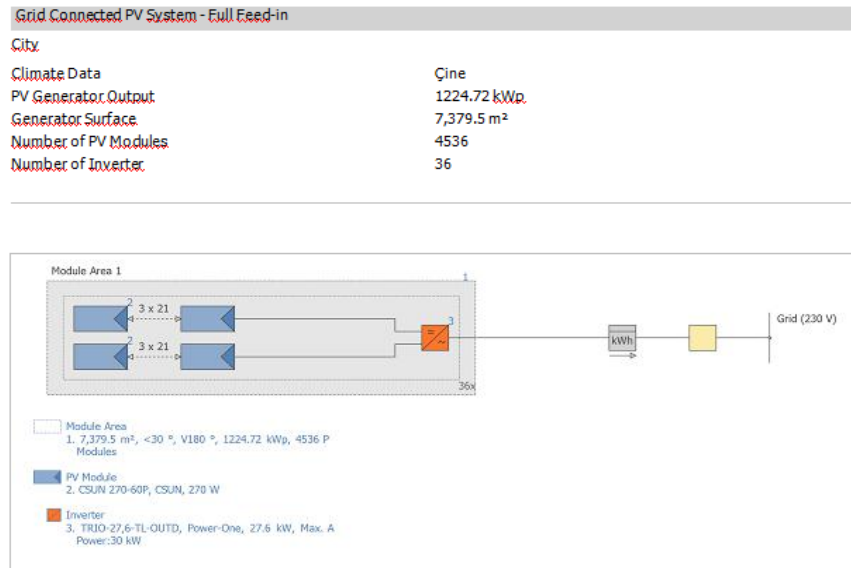 Grid Connected PV System - Full Feed-in
City
Climate Data Çine
PV Generator Output 1224.72 kWp
Generator Surface 7,379.5 m²
Number of PV Modules 4536
Number of Inverter 36
Module Area 1
1
2
3 x 21
3
2
3 x 21
36x
kWh
Grid (230 V)
Module Area
1. 7,379.5 m², <30 °, V180 °, 1224.72 kWp, 4536 P
Modules
PV Module
2. CSUN 270-60P, CSUN, 270 W
Inverter
3. TRIO-27,6-TL-OUTD, Power-One, 27.6 kW, Max. A
Power:30 kW